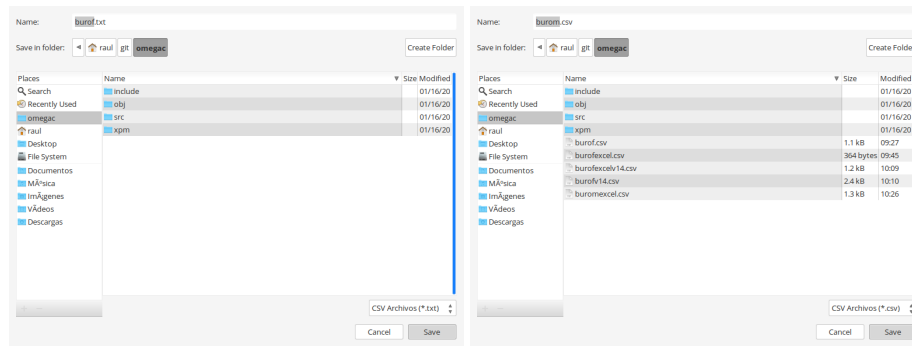 Name: burof.txt
Save in folder: raul git omegac Create Folder
Places Name Size Modified
Search include 01/16/20
Recently Used obj 01/16/20
omegac src 01/16/20
raul xpm 01/16/20
Desktop
File System
Documentos
MÃºsica
ImÃ¡genes
VÃ­deos
Descargas
CSV Archivos (*.txt)
Cancel Save
Name: burom.csv
Save in folder: raul git omegac Create Folder
Places Name Size Modified
Search include 01/16/20
Recently Used obj 01/16/20
omegac src 01/16/20
raul xpm 01/16/20
Desktop burof.csv 1.1 kB 09:27
File System burofexcel.csv 364 bytes 09:45
Documentos burofexcelv14.csv 1.2 kB 10:09
MÃºsica burofv14.csv 2.4 kB 10:10
ImÃ¡genes buromexcel.csv 1.3 kB 10:26
VÃ­deos
Descargas
CSV Archivos (*.csv)
Cancel Save